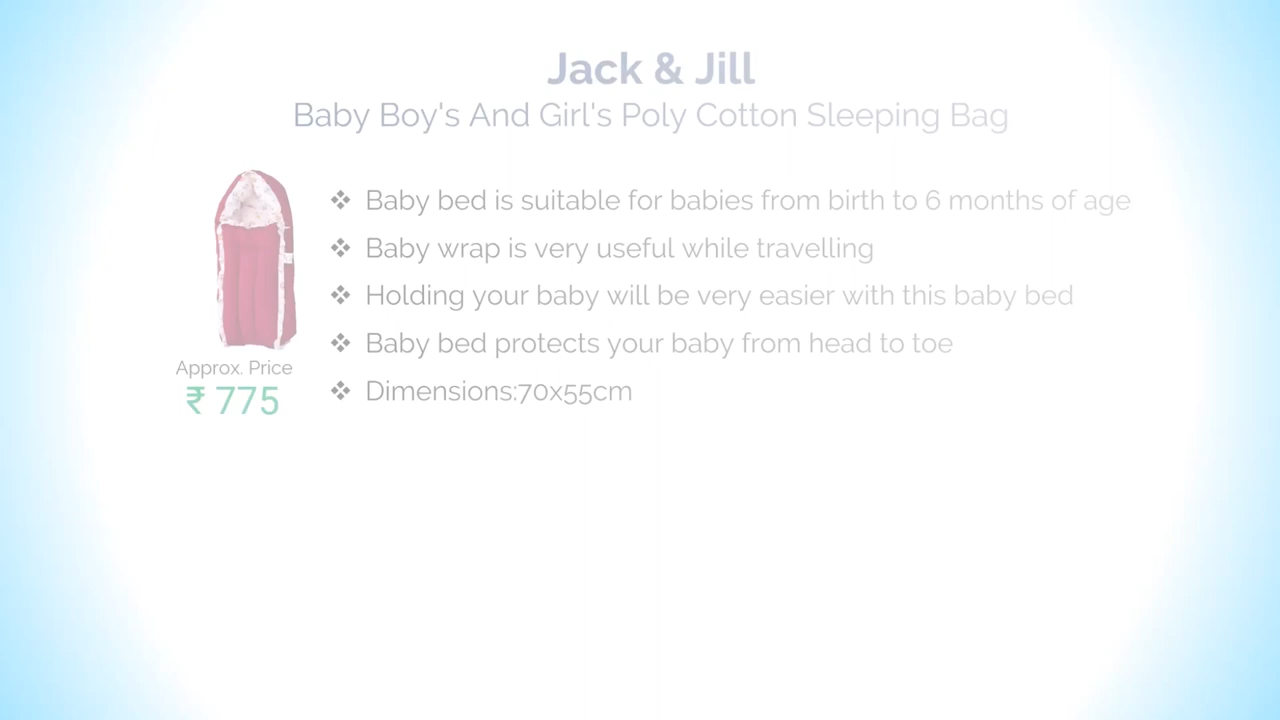 Jack & Jill
Baby Boy's And Girl's Poly Cotton Sleeping Bag
❖ Baby bed is suitable for babies from birth to 6 months of age
❖ Baby wrap is very useful while travelling
❖ Holding your baby will be very easier with this baby bed
❖ Baby bed protects your baby from head to toe
❖ Dimensions:70x55cm
Approx. Price
₹ 775